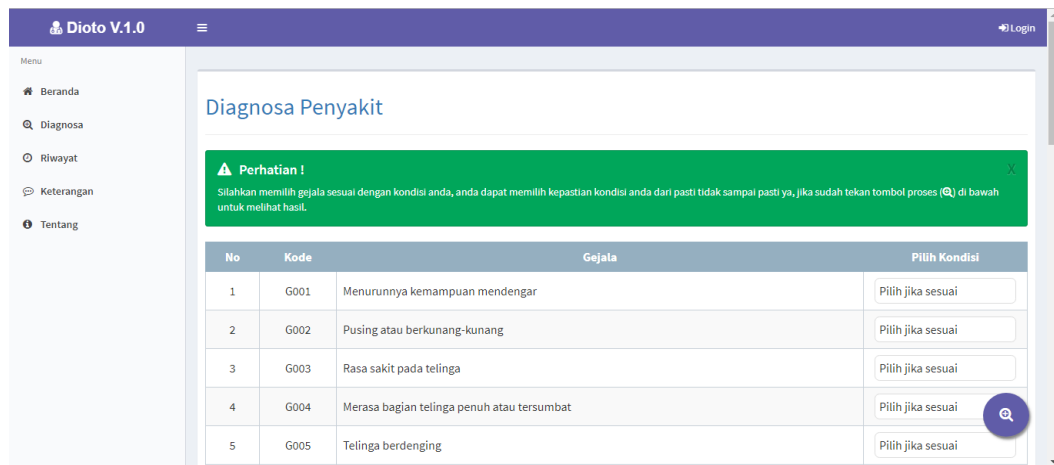 Dioto V.1.0
Login
Menu
Beranda
Diagnosa
Riwayat
Keterangan
Tentang
Diagnosa Penyakit
Perhatian !
X
Silahkan memilih gejala sesuai dengan kondisi anda, anda dapat memilih kepastian kondisi anda dari pasti tidak sampai pasti ya, jika sudah tekan tombol proses () di bawah
untuk melihat hasil.
No Kode Gejala Pilih Kondisi
1 G001 Menurunnya kemampuan mendengar Pilih jika sesuai
2 G002 Pusing atau berkunang-kunang Pilih jika sesuai
3 G003 Rasa sakit pada telinga Pilih jika sesuai
4 G004 Merasa bagian telinga penuh atau tersumbat Pilih jika sesuai
5 G005 Telinga berdenging Pilih jika sesuai